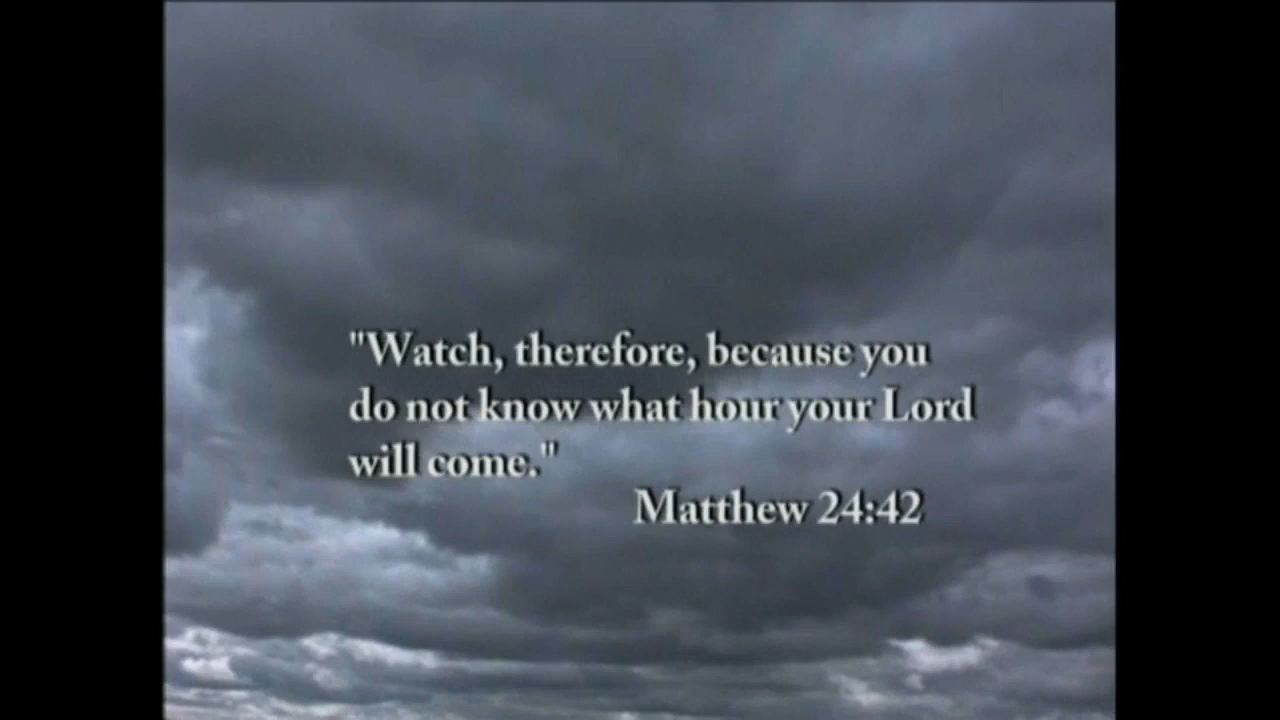 "Watch, therefore, because you
do not know what hour your Lord
will come."
Matthew 24:42